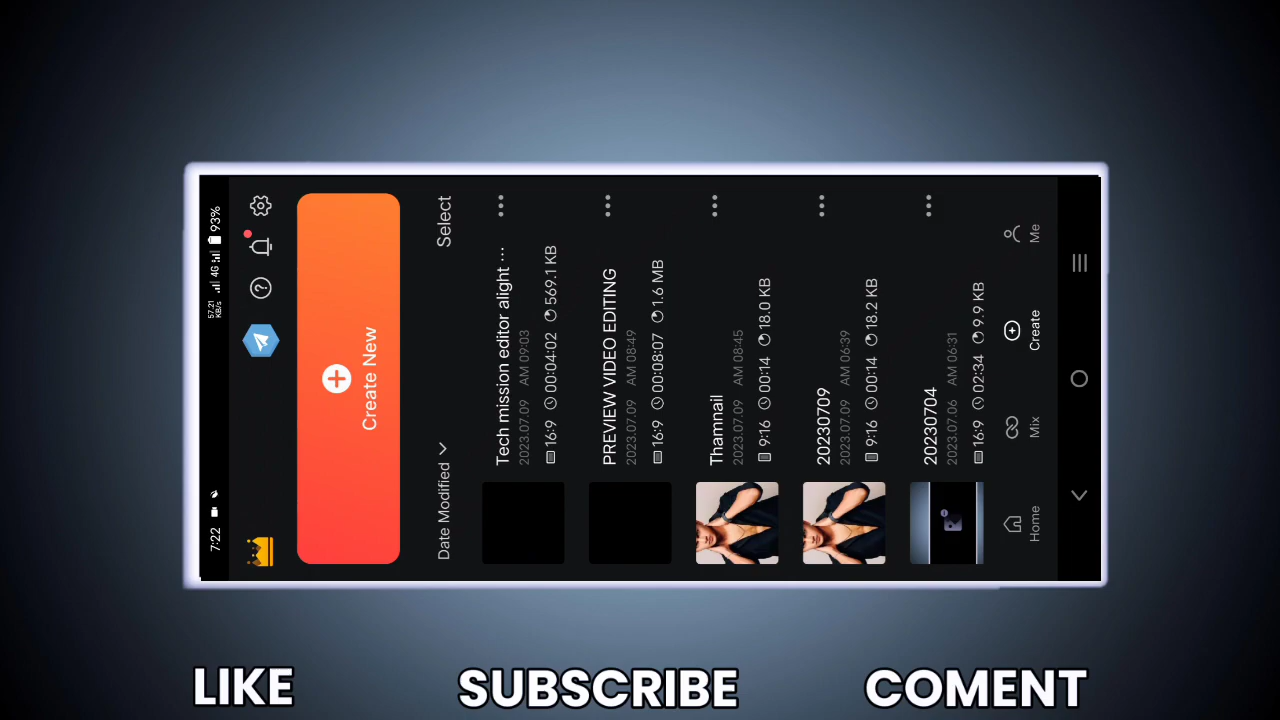 7:22
57.21 KB/s 4G 93%
Create New
Date Modified Select
Tech mission editor alight ...
2023.07.09 AM 09:03
16:9 00:04:02 569.1 KB
PREVIEW VIDEO EDITING
2023.07.09 AM 08:49
16:9 00:08:07 1.6 MB
Thamnail
2023.07.09 AM 08:45
9:16 00:14 18.0 KB
20230709
2023.07.09 AM 06:39
9:16 00:14 18.2 KB
20230704
2023.07.06 AM 06:31
16:9 02:34 9.9 KB
Home Mix Create Me
LIKE SUBSCRIBE COMENT